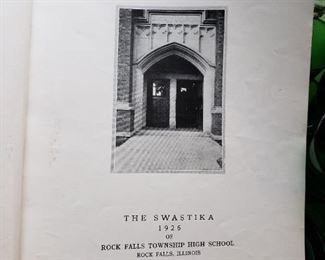 THE SWASTIKA
1926
OF
ROCK FALLS TOWNSHIP HIGH SCHOOL
ROCK FALLS, ILLINOIS